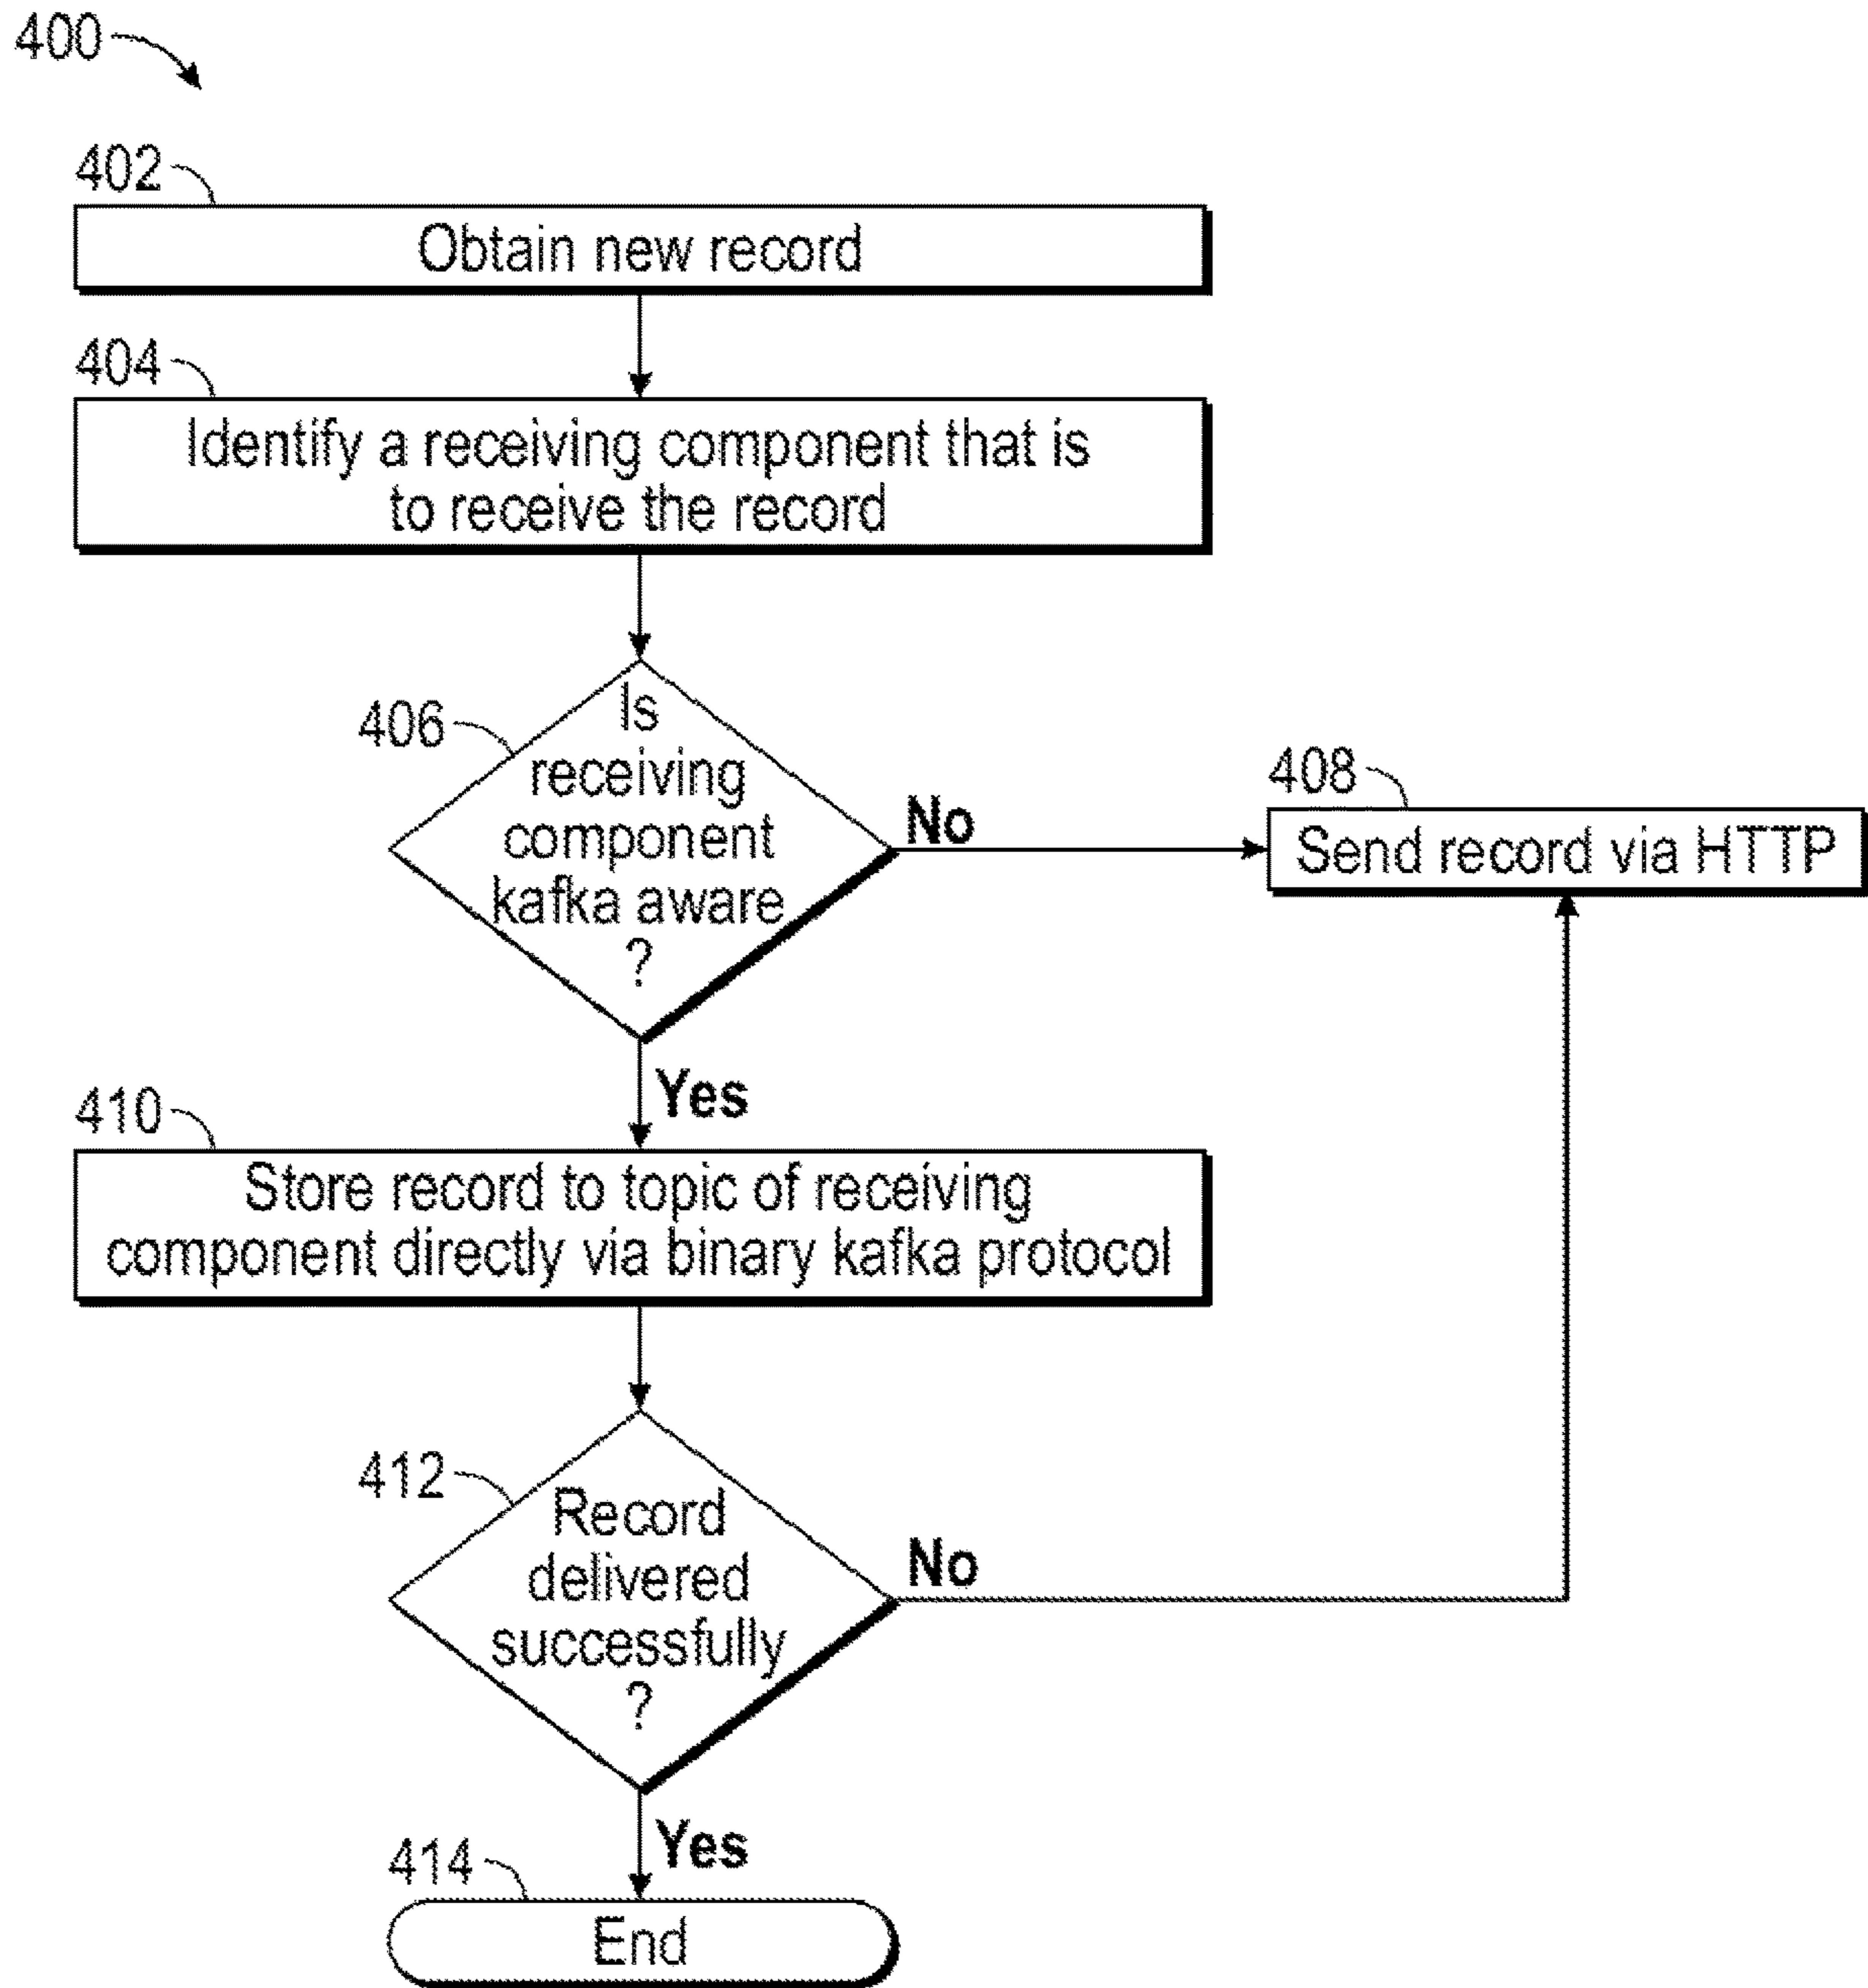 400
402
Obtain new record
404
Identify a receiving component that is
to receive the record
406
Is
receiving
component
kafka aware
?
No
408
Send record via HTTP
Yes
410
Store record to topic of receiving
component directly via binary kafka protocol
412
Record
delivered
successfully
?
No
Yes
414
End